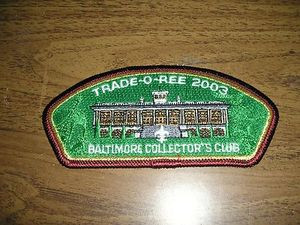 TRADE-O-REE 2003
BALTIMORE COLLECTOR'S CLUB